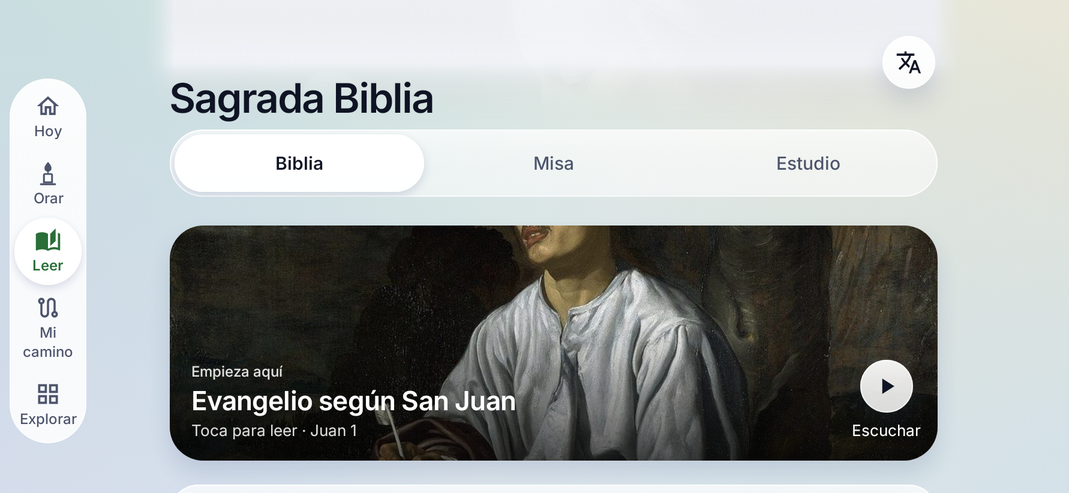 Sagrada Biblia
Hoy
Orar
Leer
Mi
camino
Explorar
Biblia
Misa
Estudio
Empieza aquí
Evangelio según San Juan
Toca para leer · Juan 1
Escuchar